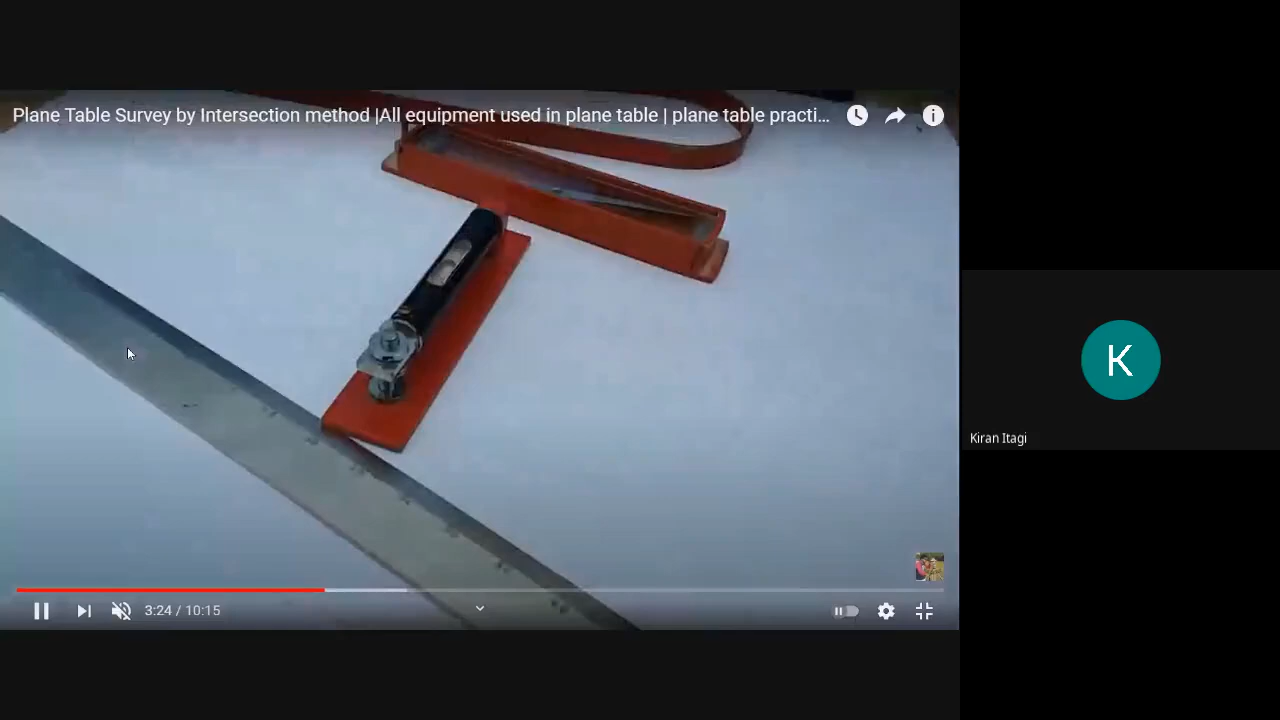 Plane Table Survey by Intersection method |All equipment used in plane table | plane table practi...
K
Kiran Itagi
3:24 / 10:15